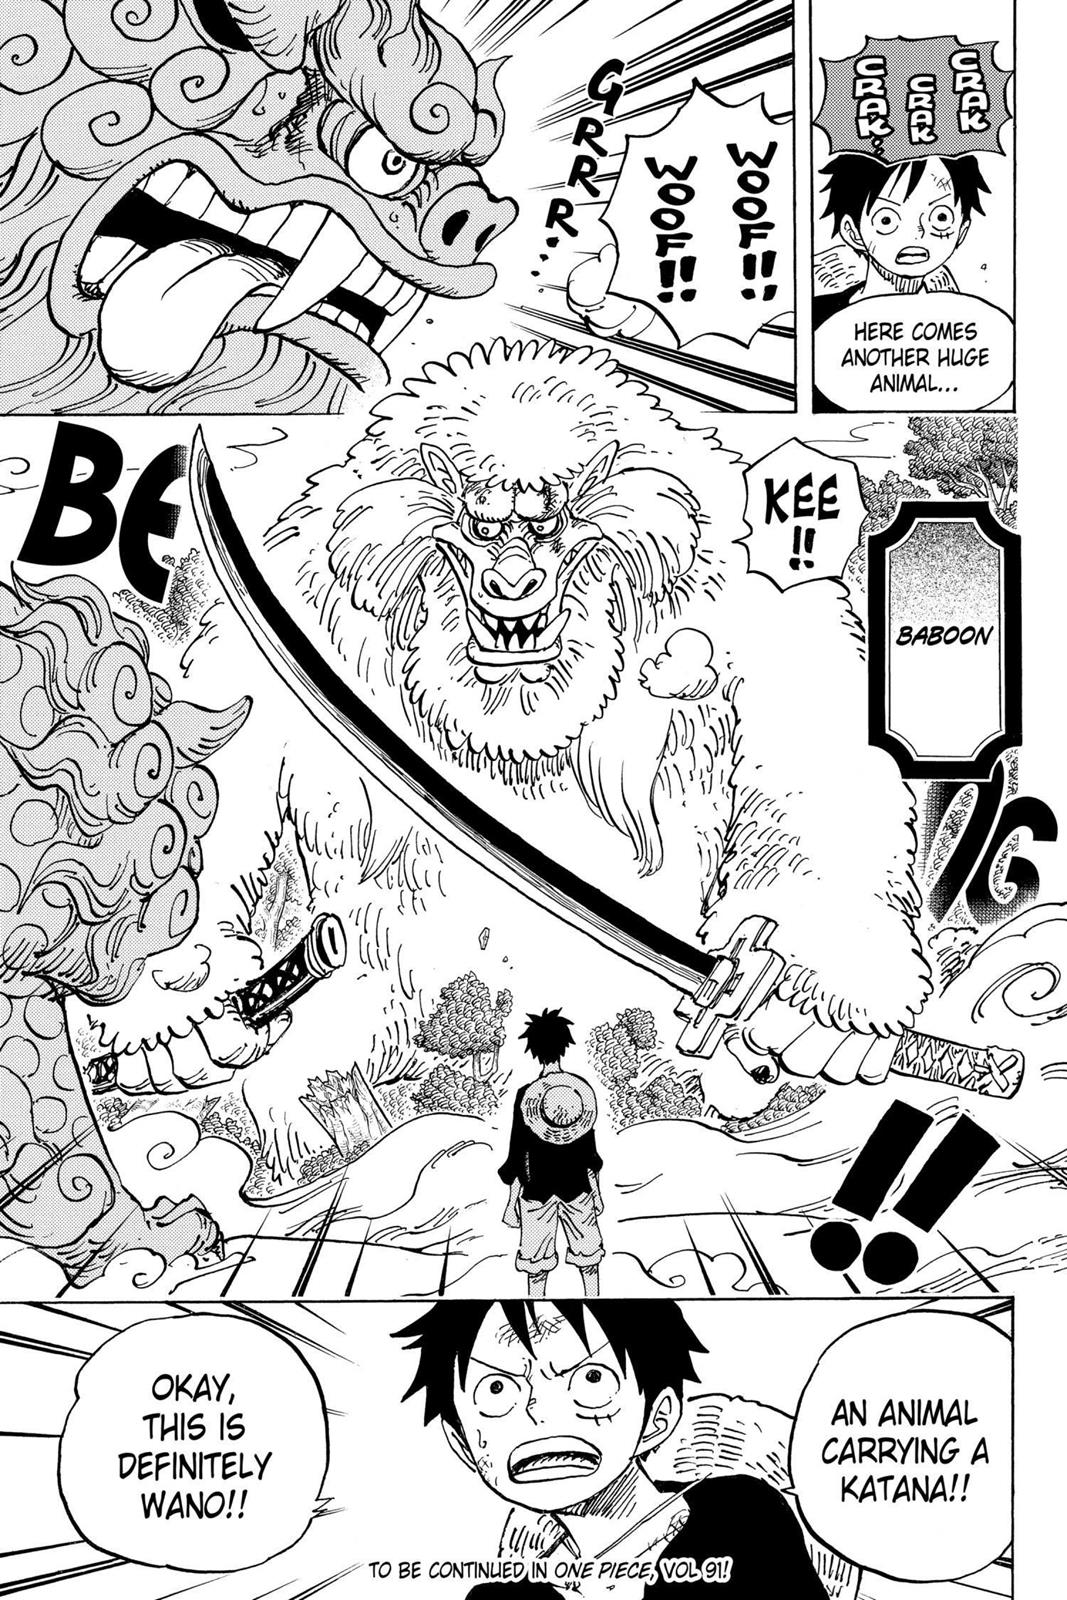 CRAK
CRAK
CRAK..
HERE COMES
ANOTHER HUGE
ANIMAL...
WOOF!!
WOOF!!
GRRR...
BABOON
KEE
!!
BE
NG
!!
AN ANIMAL
CARRYING A
KATANA!!
OKAY,
THIS IS
DEFINITELY
WANO!!
TO BE CONTINUED IN ONE PIECE, VOL 91!